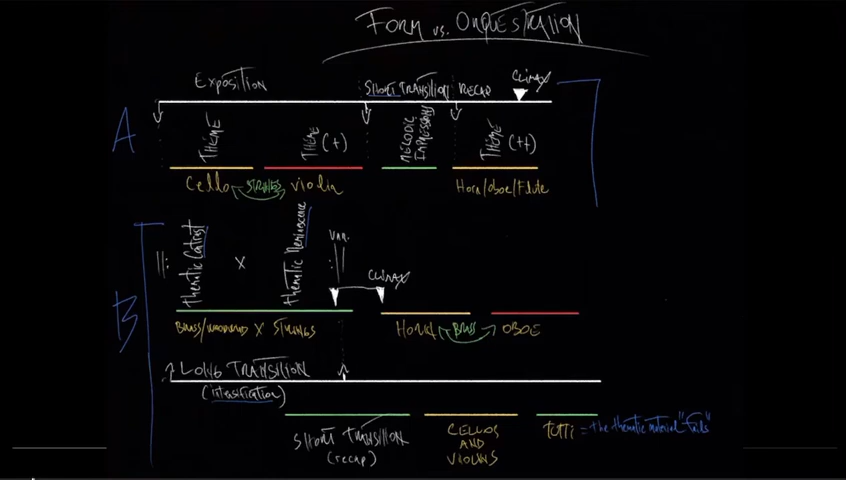 FORM vs. ORQUESTRATION
EXPOSITION
SHORT TRANSITION
RECAP
CLIMAX
A
THEME
THEME (+)
MELODIC
EXPRESSIONS
THEME (++)
Cello
STRINGS
violin
Horn/oboe/Flute
B
thematic Contrast
X
thematic Reminiscence
VAR.
CLIMAX
BRASS/WOODWIND X STRINGS
HORN
BRASS
OBOE
LONG TRANSITION
(intensification)
SHORT TRANSITION
(recap)
CELLOS
AND
VIOLINS
TUTTI = the thematic material "Fails"